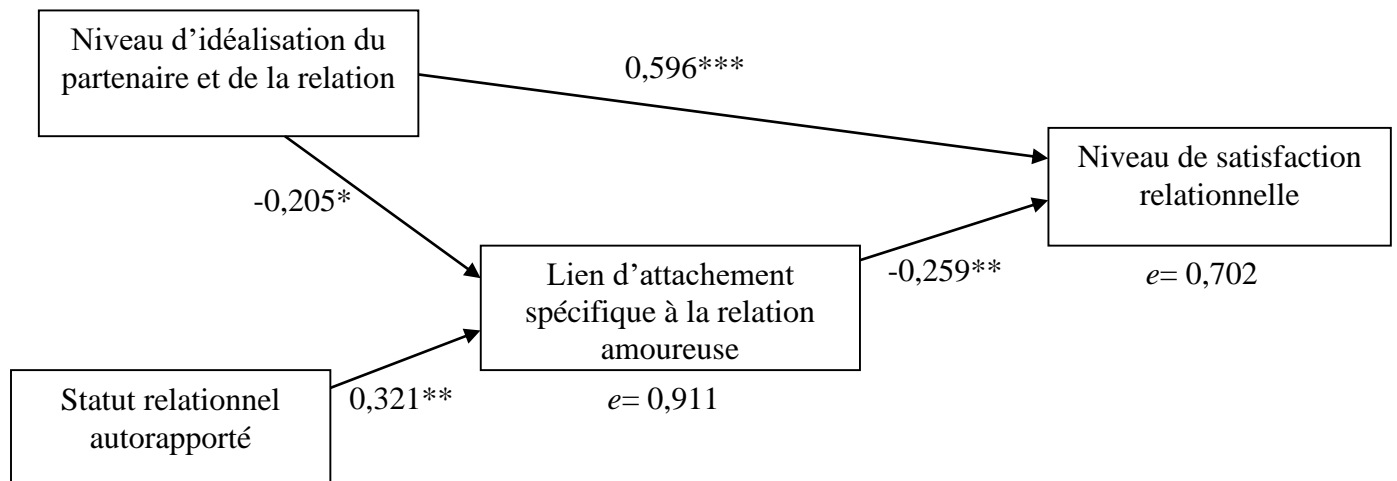 Niveau d’idéalisation du
partenaire et de la relation
0,596***
Niveau de satisfaction
relationnelle
-0,205*
Lien d’attachement
spécifique à la relation
amoureuse
-0,259**
e= 0,702
Statut relationnel
autorapporté
0,321**
e= 0,911